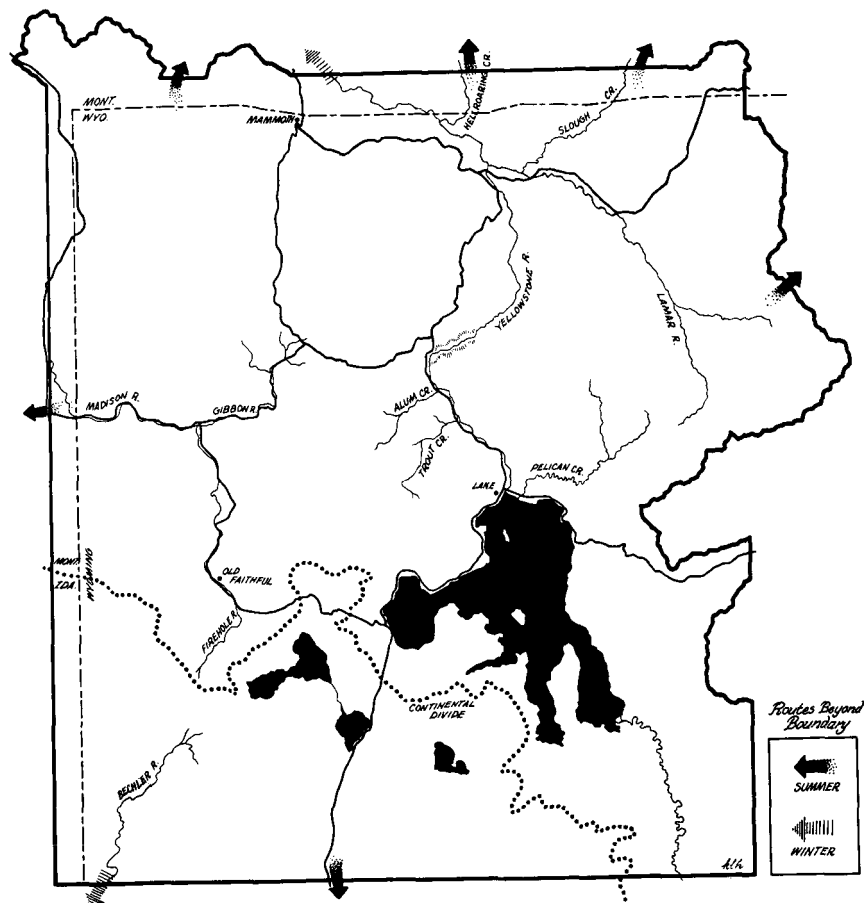 MONT.
WYO.
MAMMOTH
HELLROARING CR.
SLOUGH CR.
YELLOWSTONE R.
LAMAR R.
MADISON R.
GIBBON R.
ALUM CR.
TROUT CR.
PELICAN CR.
LAKE
MONT.
IDA.
WYOMING
OLD
FAITHFUL
FIREHOLE R.
CONTINENTAL
DIVIDE
BECHLER R.
Routes Beyond
Boundary
SUMMER
WINTER